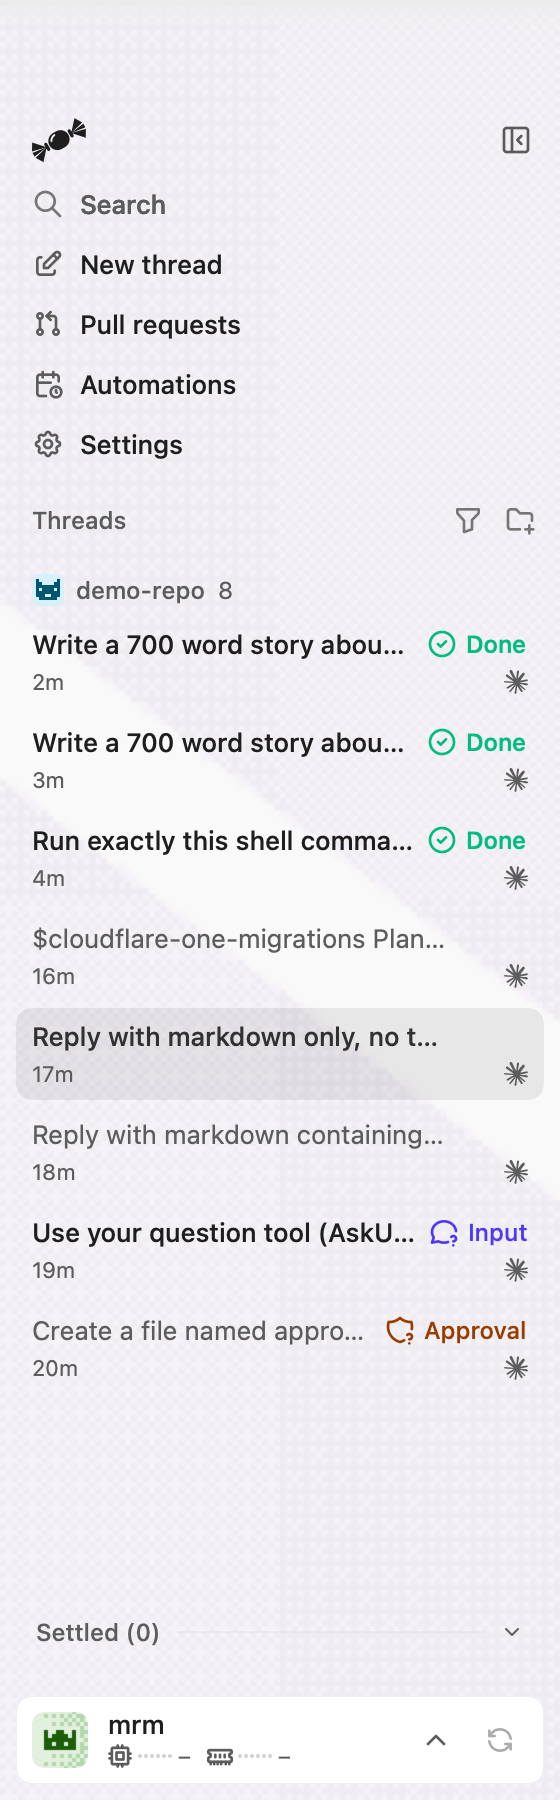 Search
New thread
Pull requests
Automations
Settings
Threads
demo-repo 8
Write a 700 word story abou... Done
2m
Write a 700 word story abou... Done
3m
Run exactly this shell comma... Done
4m
$cloudflare-one-migrations Plan...
16m
Reply with markdown only, no t...
17m
Reply with markdown containing...
18m
Use your question tool (AskU... Input
19m
Create a file named appro... Approval
20m
Settled (0)
mrm
– –